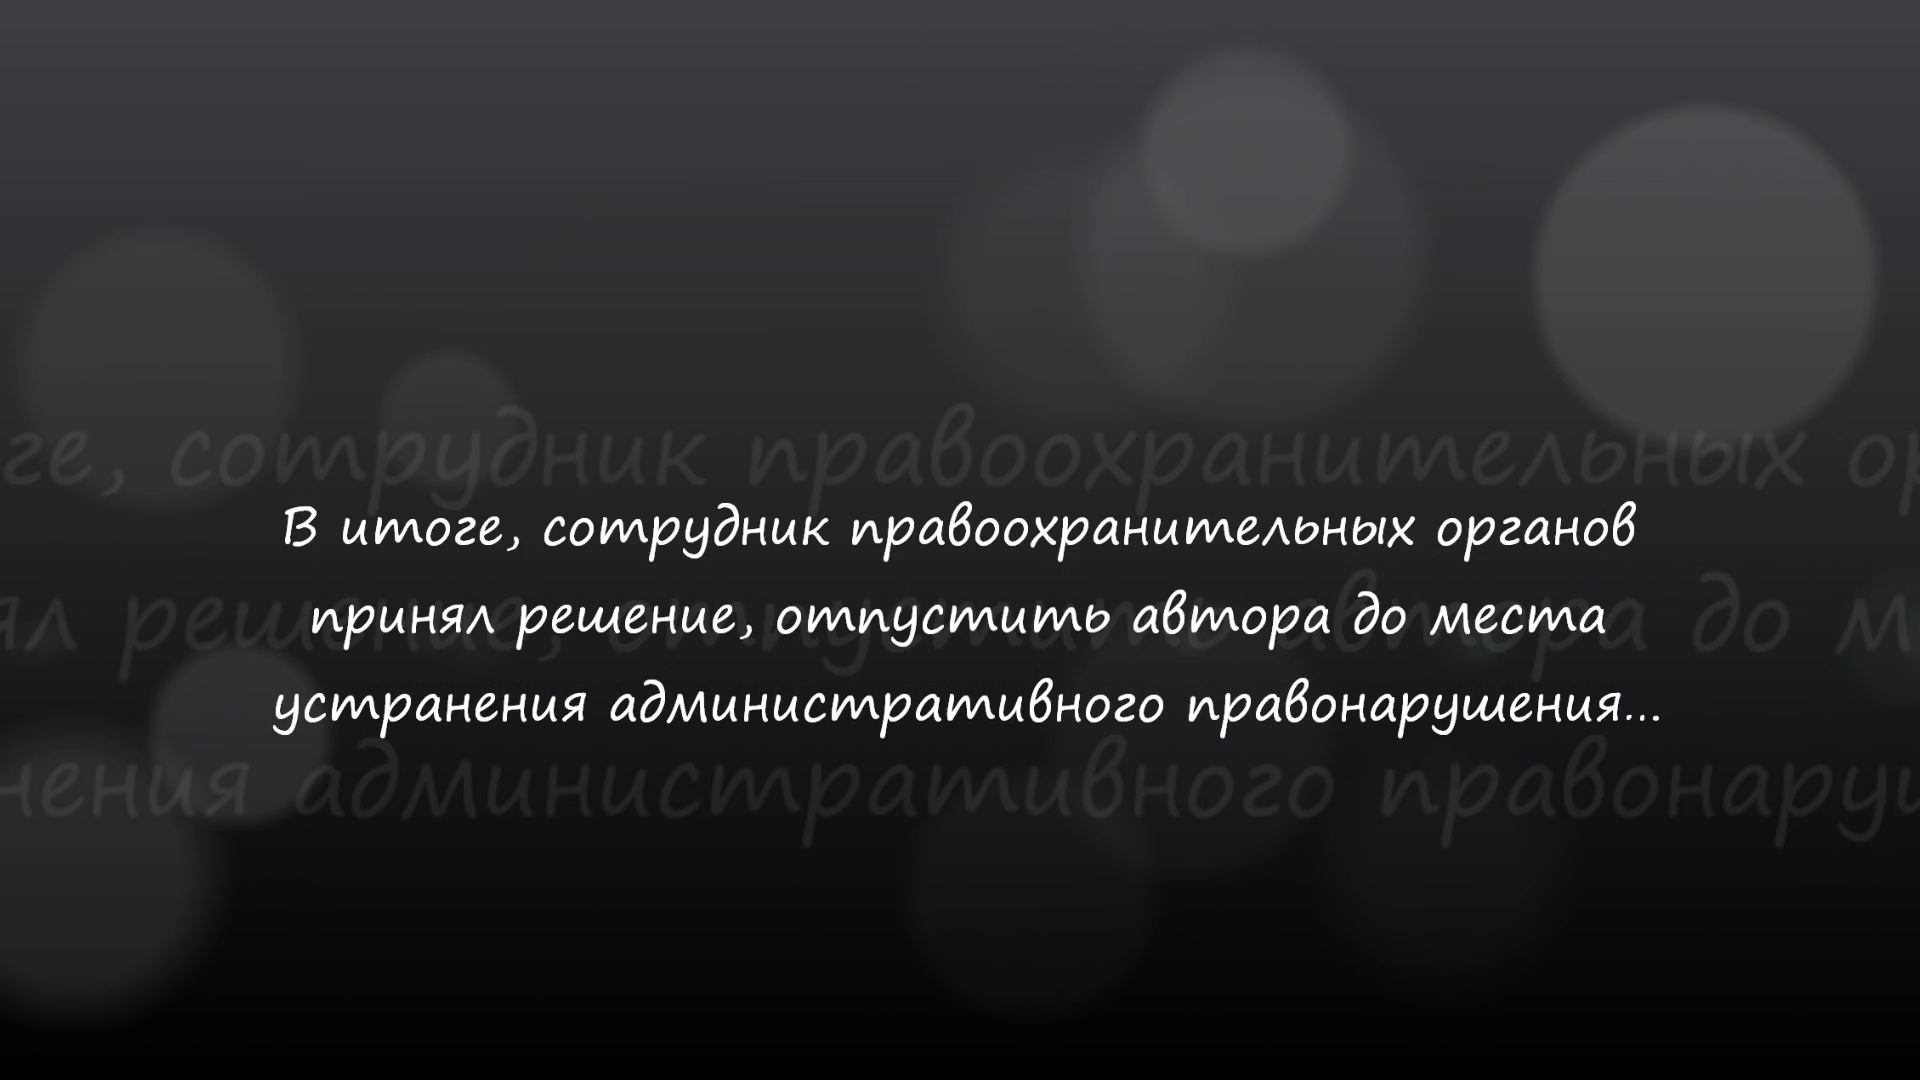 В итоге, сотрудник правоохранительных органов
принял решение, отпустить автора до места
устранения административного правонарушения...